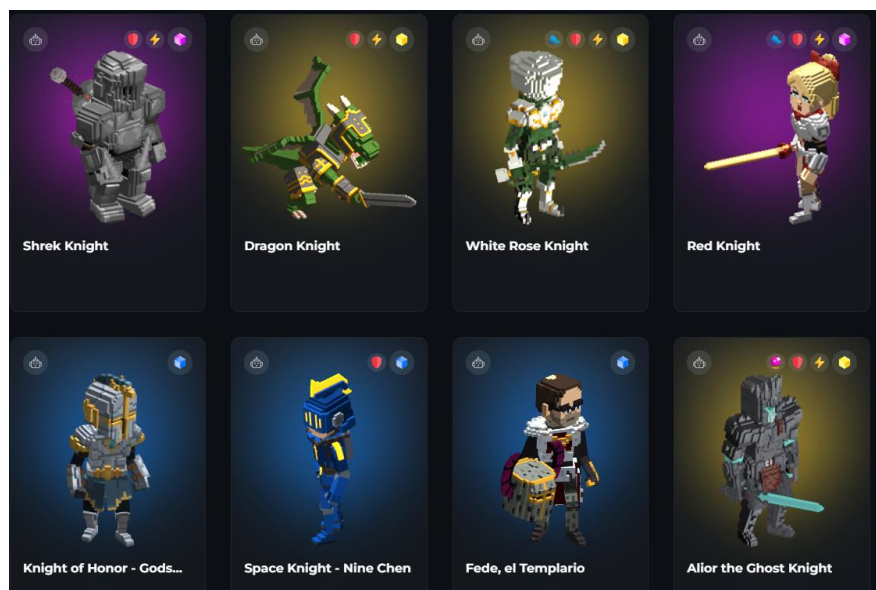 Shrek Knight
Dragon Knight
White Rose Knight
Red Knight
Knight of Honor - Gods...
Space Knight - Nine Chen
Fede, el Templario
Alior the Ghost Knight